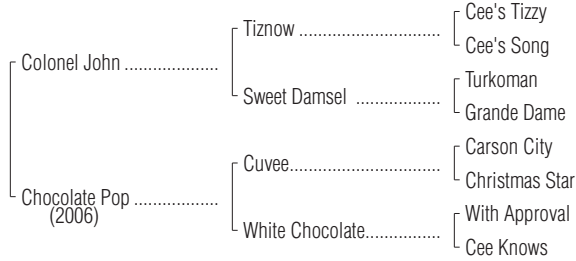 Cee's Tizzy
Tiznow ..............................
Cee's Song
Colonel John ....................
Turkoman
Sweet Damsel ..................
Grande Dame
Carson City
Cuvee................................
Christmas Star
Chocolate Pop ..................
(2006)
With Approval
White Chocolate................
Cee Knows